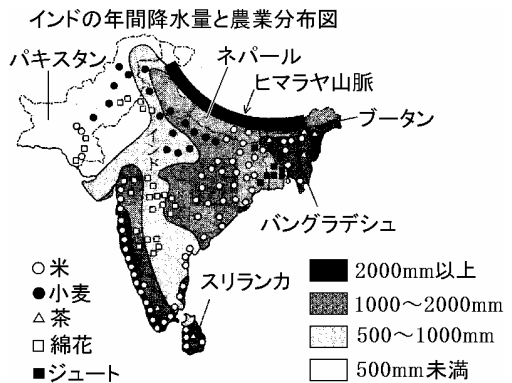 インドの年間降水量と農業分布図
パキスタン
ネパール
ヒマラヤ山脈
ブータン
バングラデシュ
スリランカ
○米
●小麦
△茶
□綿花
■ジュート
2000mm以上
1000～2000mm
500～1000mm
500mm未満